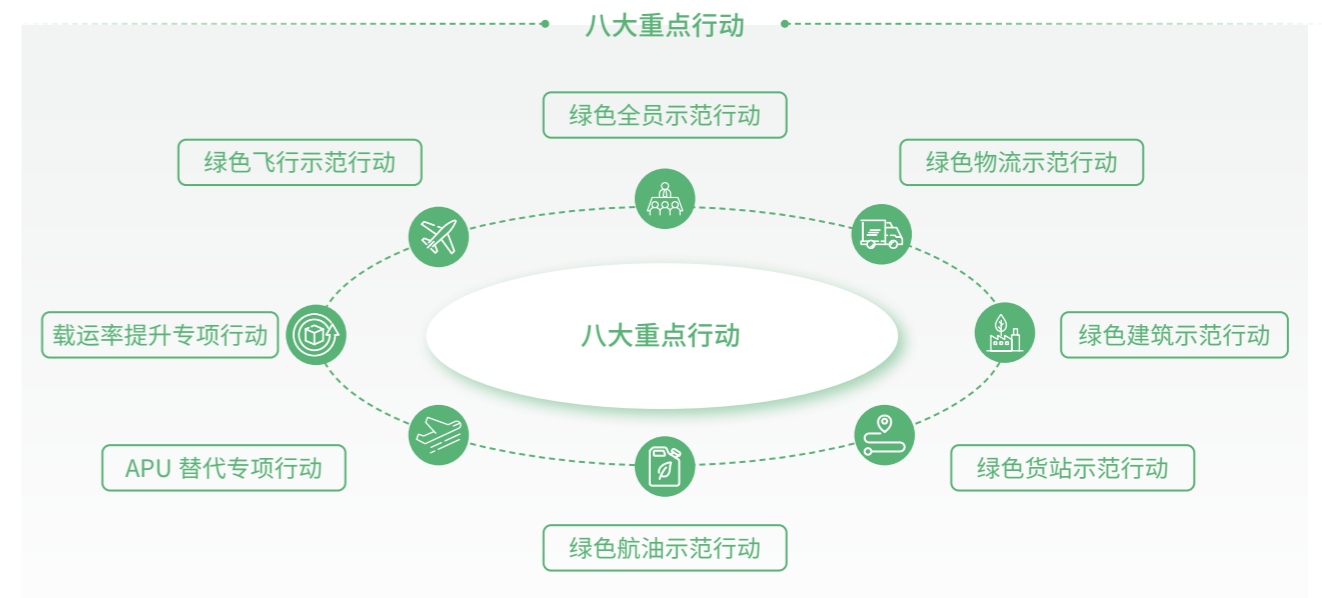 八大重点行动
绿色全员示范行动
绿色飞行示范行动
绿色物流示范行动
载运率提升专项行动
八大重点行动
绿色建筑示范行动
APU 替代专项行动
绿色货站示范行动
绿色航油示范行动